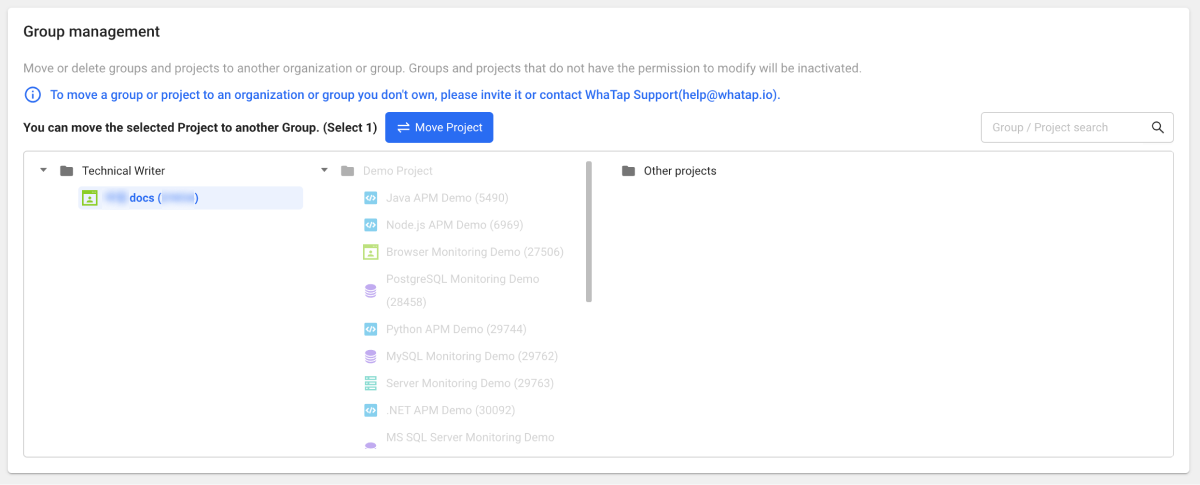 Group management
Move or delete groups and projects to another organization or group. Groups and projects that do not have the permission to modify will be inactivated.
To move a group or project to an organization or group you don't own, please invite it or contact WhaTap Support(help@whatap.io).
You can move the selected Project to another Group. (Select 1)
Move Project
Group / Project search
Technical Writer
docs ( )
Demo Project
Java APM Demo (5490)
Node.js APM Demo (6969)
Browser Monitoring Demo (27506)
PostgreSQL Monitoring Demo
(28458)
Python APM Demo (29744)
MySQL Monitoring Demo (29762)
Server Monitoring Demo (29763)
.NET APM Demo (30092)
MS SQL Server Monitoring Demo
Other projects